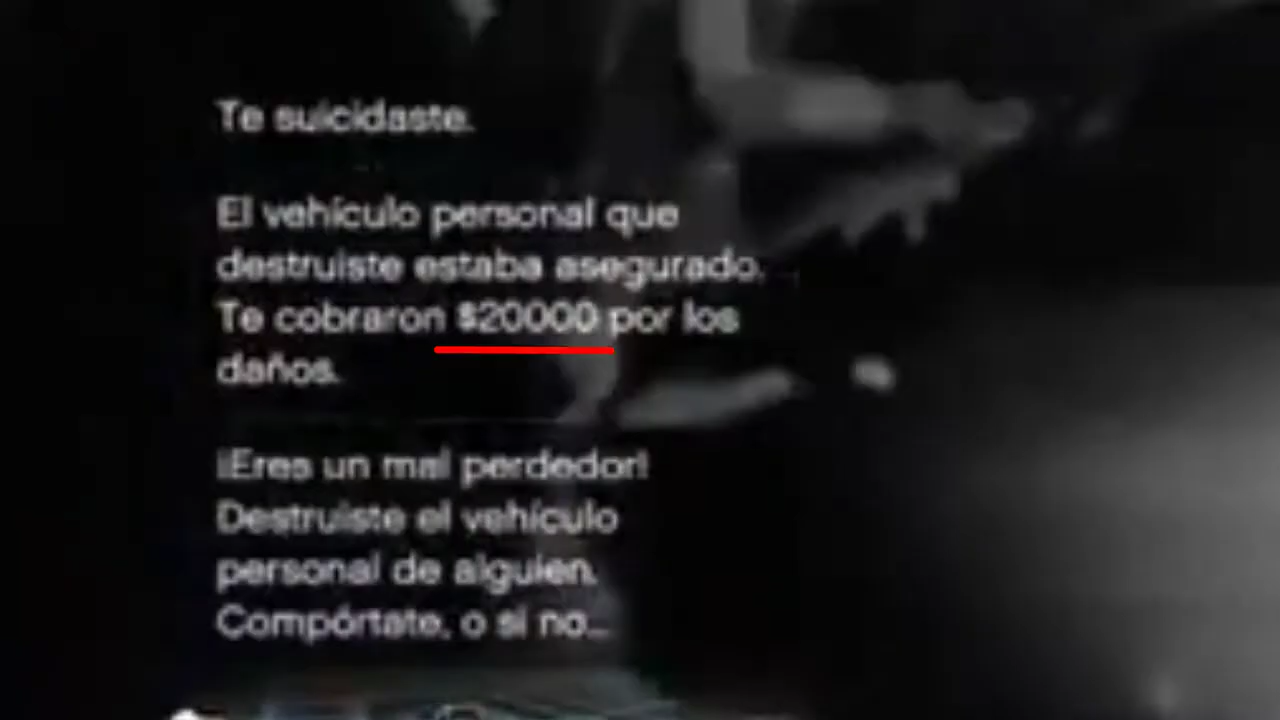 Te suicidaste.
El vehículo personal que
destruiste estaba asegurado.
Te cobraron $20000 por los
daños.
¡Eres un mal perdedor!
Destruiste el vehículo
personal de alguien.
Compórtate, o si no...